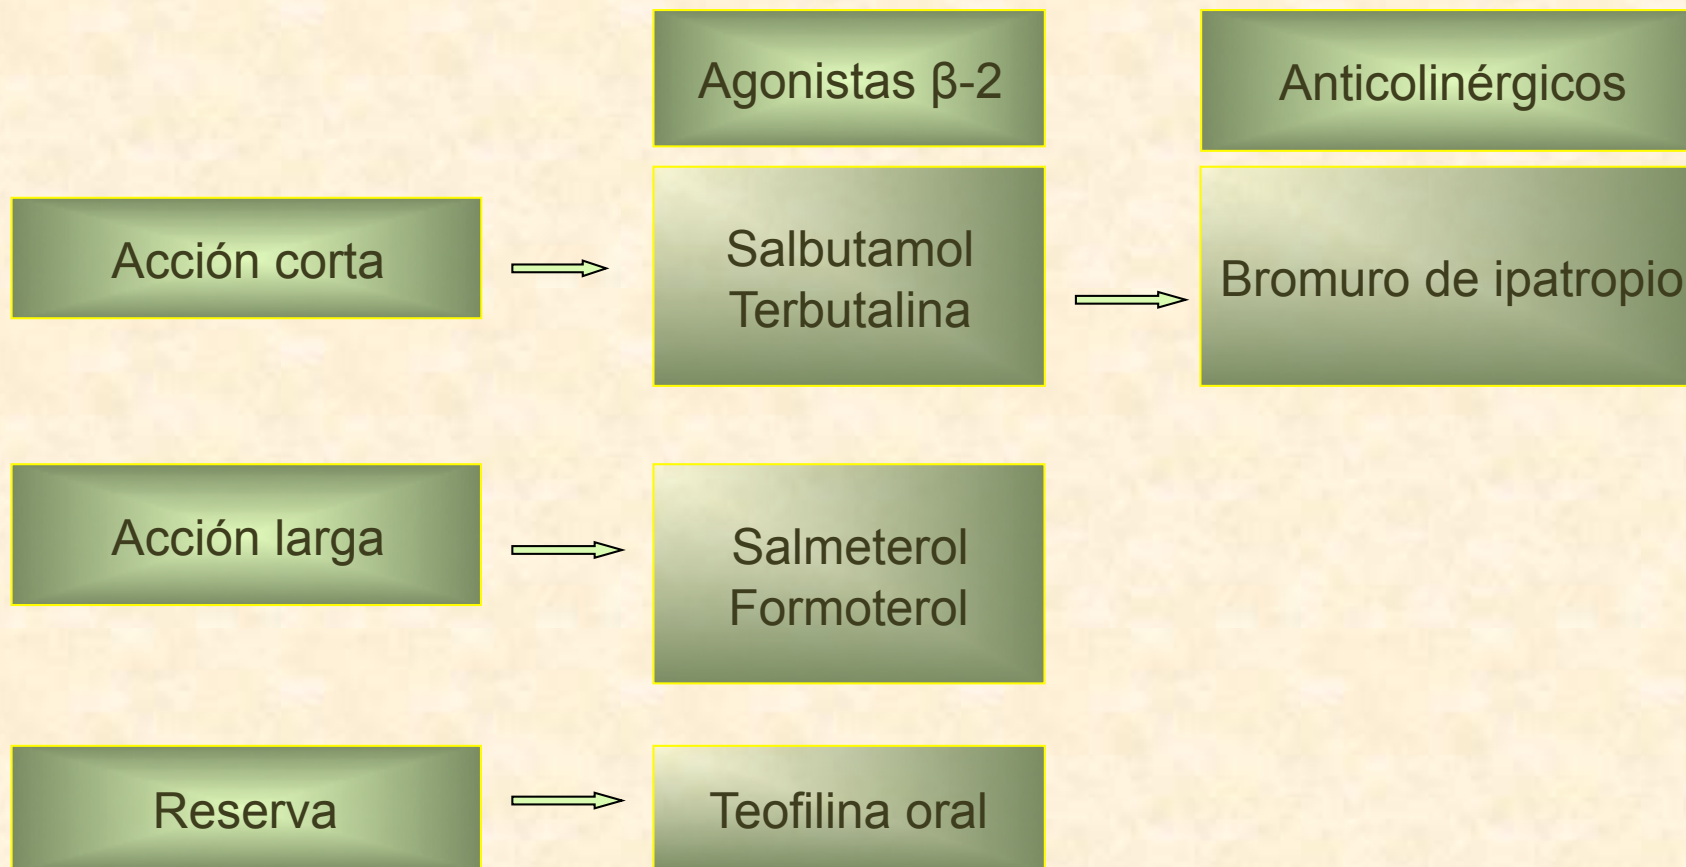 Agonistas β-2
Anticolinérgicos
Acción corta
Salbutamol
Terbutalina
Bromuro de ipatropio
Acción larga
Salmeterol
Formoterol
Reserva
Teofilina oral